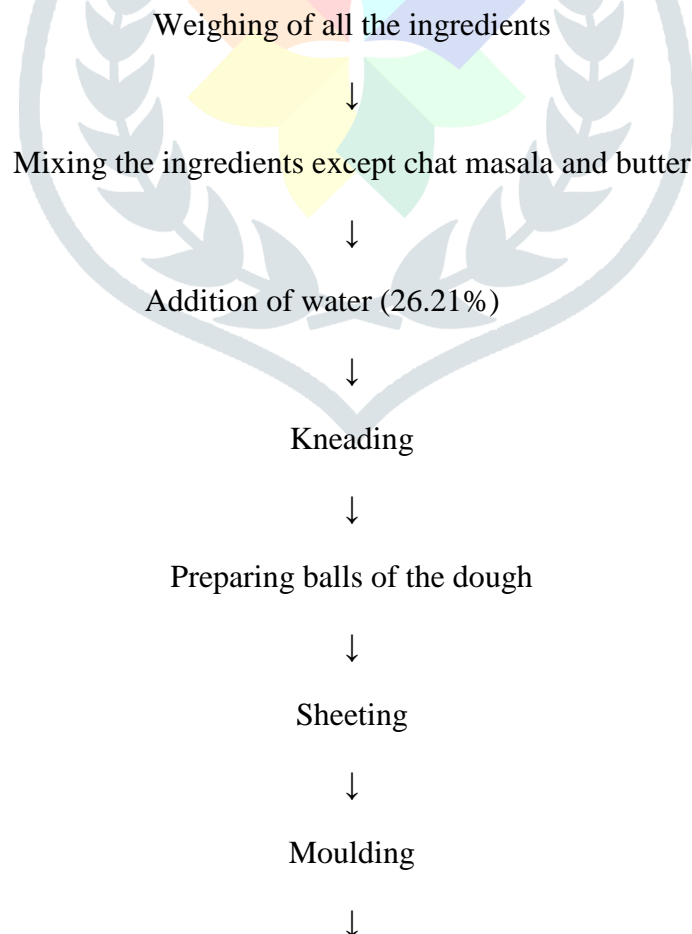 Weighing of all the ingredients
↓
Mixing the ingredients except chat masala and butter
↓
Addition of water (26.21%)
↓
Kneading
↓
Preparing balls of the dough
↓
Sheeting
↓
Moulding
↓